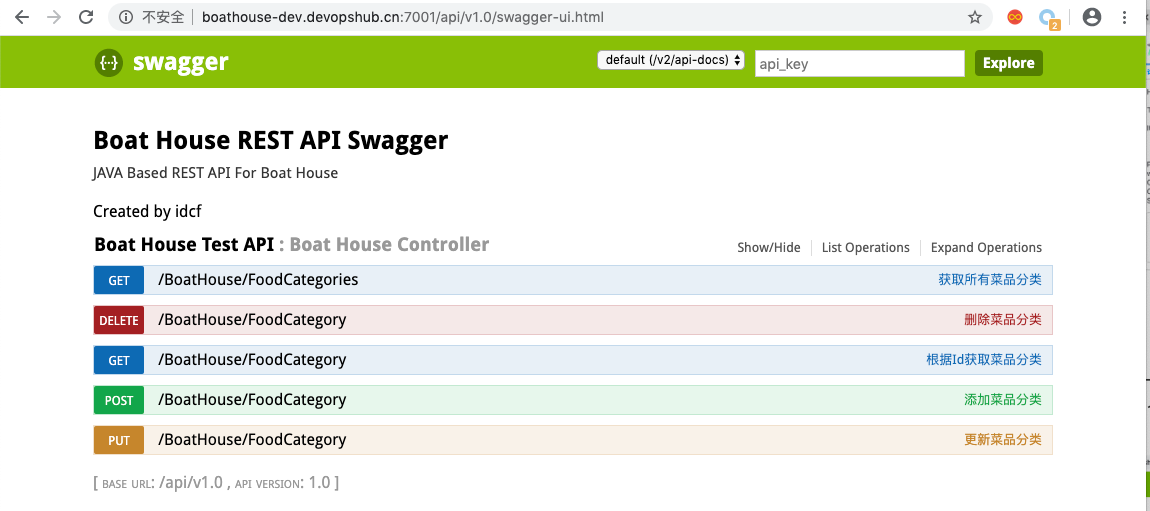 不安全 | boathouse-dev.devopshub.cn:7001/api/v1.0/swagger-ui.html
2
{··} swagger default (/v2/api-docs) api_key Explore
Boat House REST API Swagger
JAVA Based REST API For Boat House
Created by idcf
Boat House Test API : Boat House Controller Show/Hide List Operations Expand Operations
GET /BoatHouse/FoodCategories 获取所有菜品分类
DELETE /BoatHouse/FoodCategory 删除菜品分类
GET /BoatHouse/FoodCategory 根据Id获取菜品分类
POST /BoatHouse/FoodCategory 添加菜品分类
PUT /BoatHouse/FoodCategory 更新菜品分类
[ BASE URL: /api/v1.0 , API VERSION: 1.0 ]